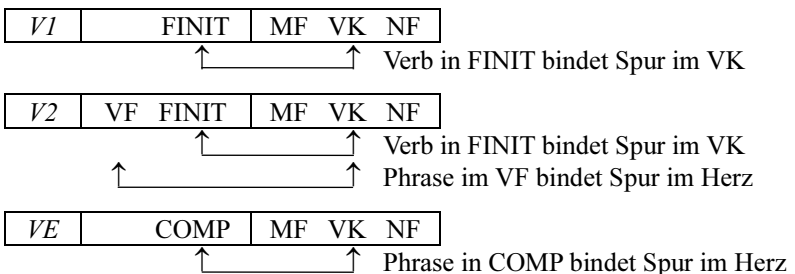 V1 FINIT MF VK NF
Verb in FINIT bindet Spur im VK
V2 VF FINIT MF VK NF
Verb in FINIT bindet Spur im VK
Phrase im VF bindet Spur im Herz
VE COMP MF VK NF
Phrase in COMP bindet Spur im Herz